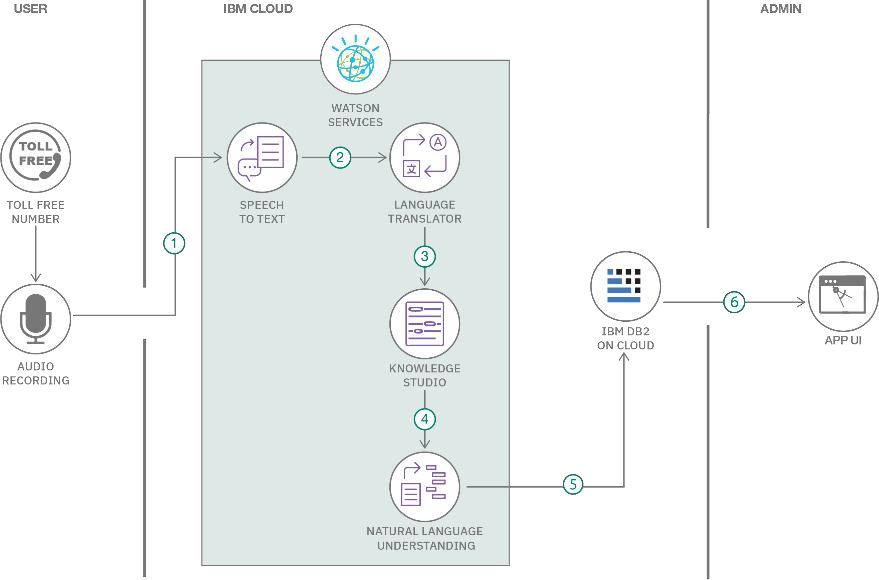 USER
IBM CLOUD
ADMIN
WATSON
SERVICES
TOLL
FREE
TOLL FREE
NUMBER
AUDIO
RECORDING
1
SPEECH
TO TEXT
2
A
文
LANGUAGE
TRANSLATOR
3
KNOWLEDGE
STUDIO
4
NATURAL LANGUAGE
UNDERSTANDING
5
IBM DB2
ON CLOUD
6
APP UI